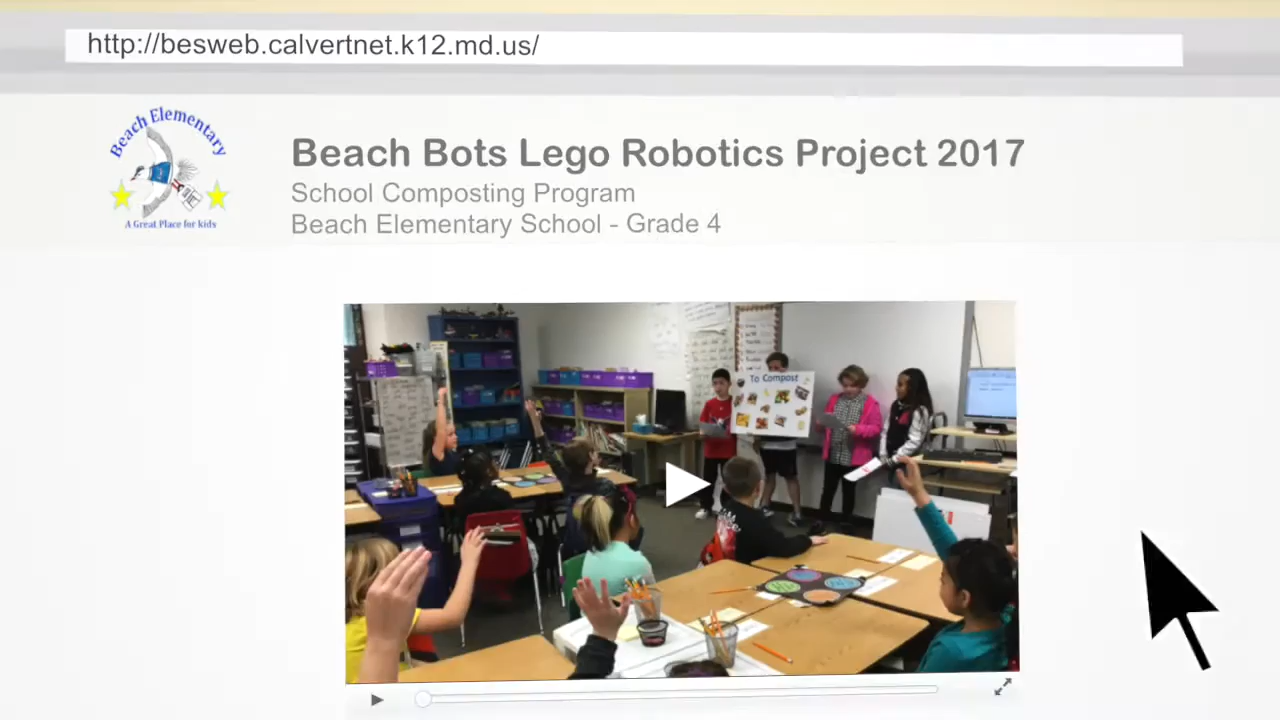 http://besweb.calvertnet.k12.md.us/
Beach Elementary
A Great Place for kids
Beach Bots Lego Robotics Project 2017
School Composting Program
Beach Elementary School - Grade 4
To Compost